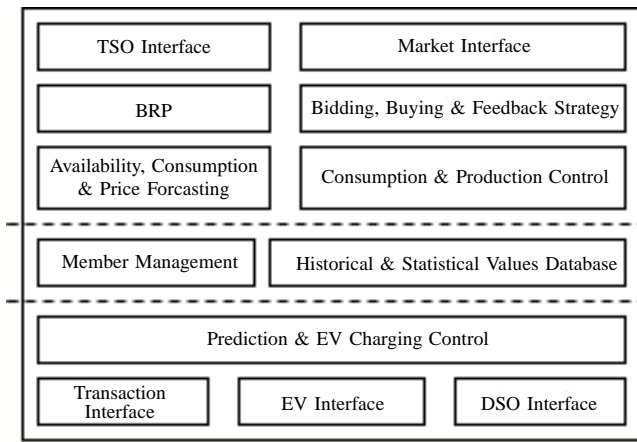 TSO Interface
Market Interface
BRP
Bidding, Buying & Feedback Strategy
Availability, Consumption
& Price Forcasting
Consumption & Production Control
Member Management
Historical & Statistical Values Database
Prediction & EV Charging Control
Transaction
Interface
EV Interface
DSO Interface